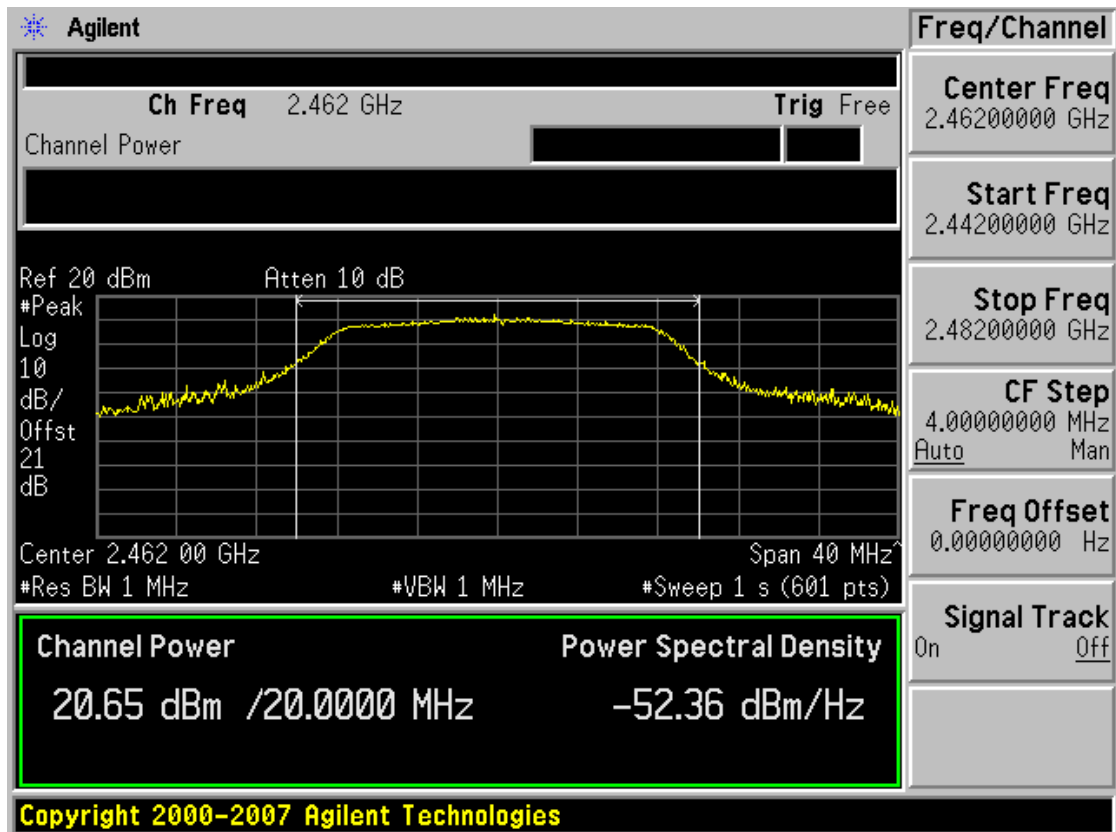 Agilent
Ch Freq 2.462 GHz Trig Free
Channel Power
Ref 20 dBm Atten 10 dB
#Peak
Log
10
dB/
Offst
21
dB
Center 2.462 00 GHz Span 40 MHz^
#Res BW 1 MHz #VBW 1 MHz #Sweep 1 s (601 pts)
Channel Power Power Spectral Density
20.65 dBm /20.0000 MHz -52.36 dBm/Hz
Copyright 2000-2007 Agilent Technologies
Freq/Channel
Center Freq
2.46200000 GHz
Start Freq
2.44200000 GHz
Stop Freq
2.48200000 GHz
CF Step
4.00000000 MHz
Auto Man
Freq Offset
0.00000000 Hz
Signal Track
On Off